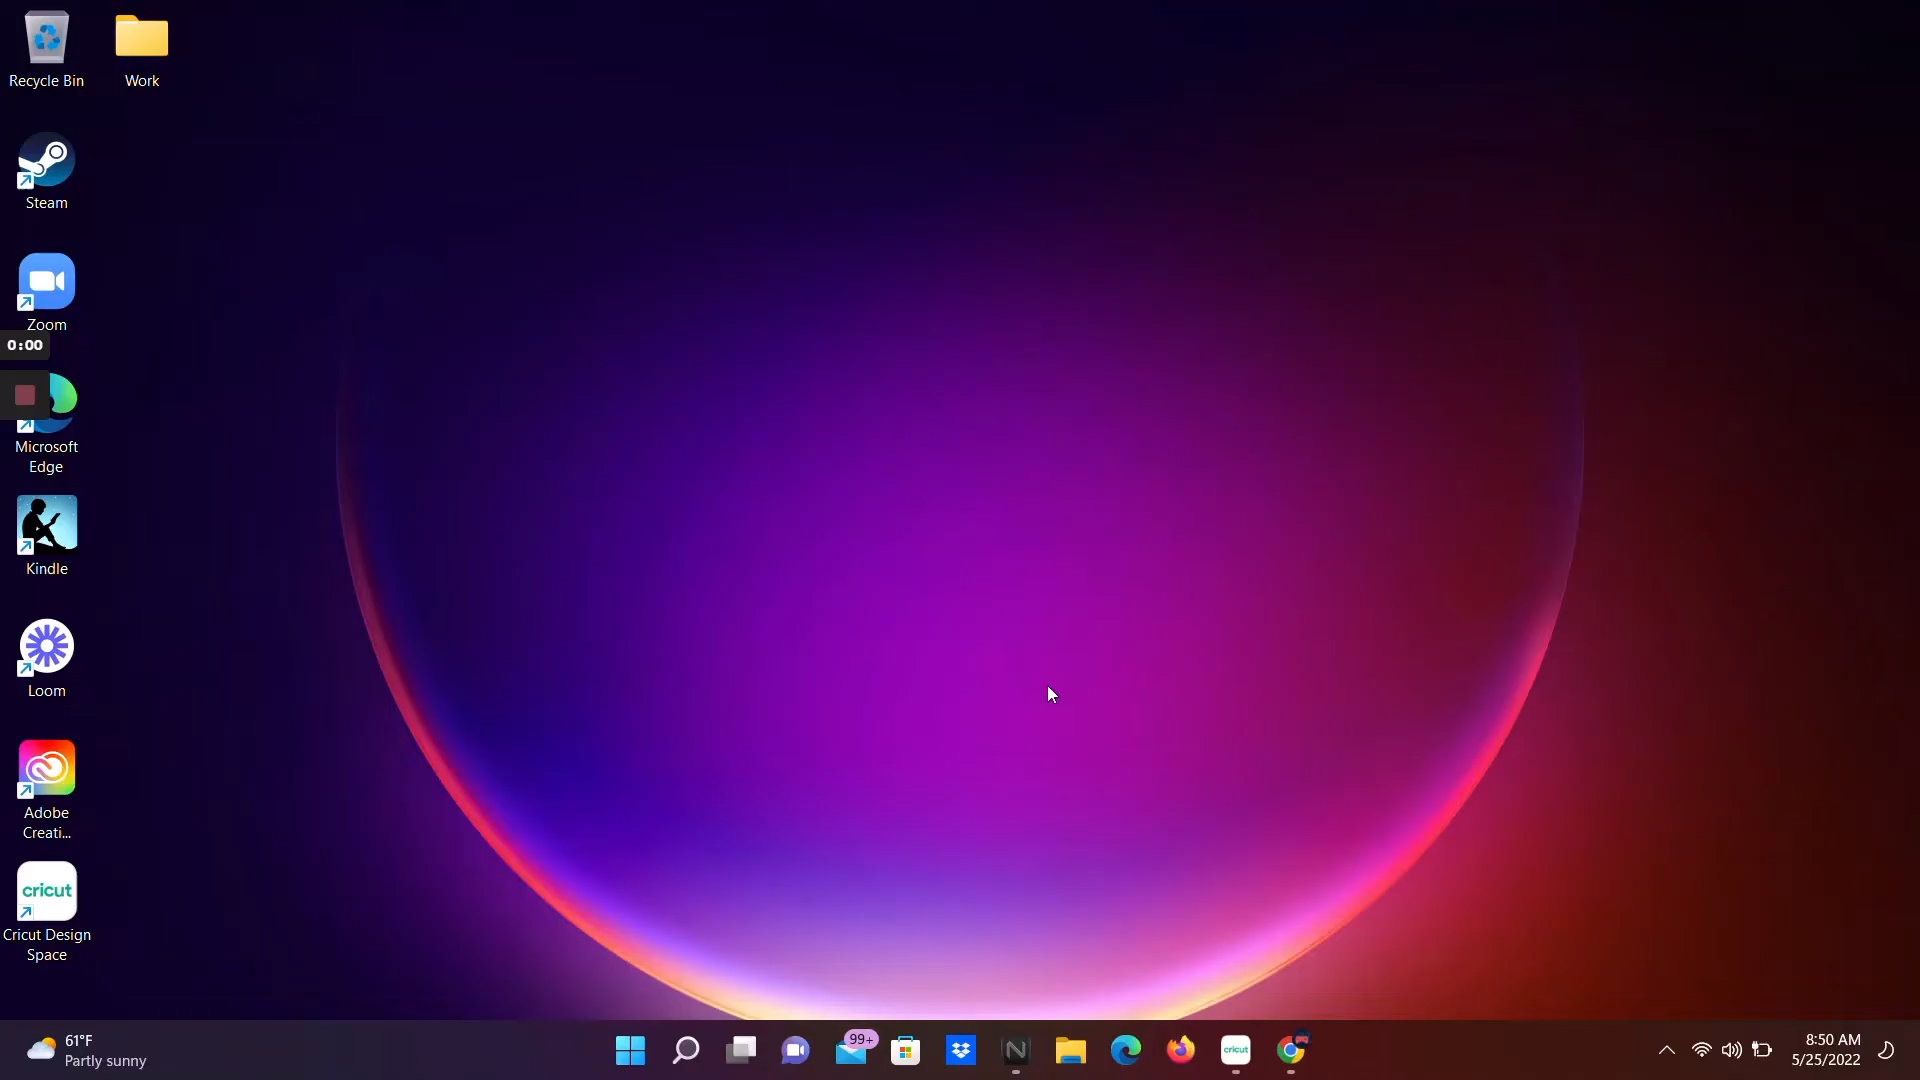 Recycle Bin
Work
Steam
Zoom
0:00
Microsoft
Edge
Kindle
Loom
Adobe
Creati...
cricut
Cricut Design
Space
61°F
Partly sunny
99+
cricut
8:50 AM
5/25/2022